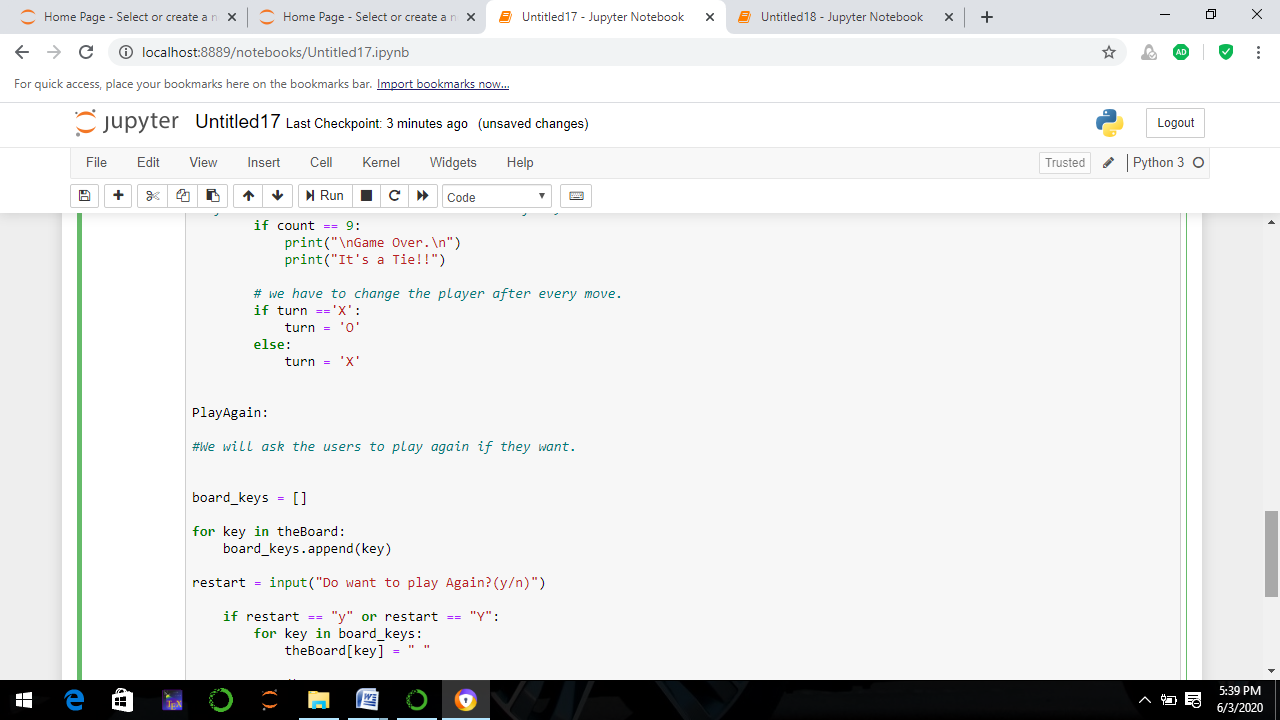 Home Page - Select or create a n
Home Page - Select or create a n
Untitled17 - Jupyter Notebook
Untitled18 - Jupyter Notebook
localhost:8889/notebooks/Untitled17.ipynb
AD
For quick access, place your bookmarks here on the bookmarks bar. Import bookmarks now...
jupyter Untitled17 Last Checkpoint: 3 minutes ago (unsaved changes)
Logout
File Edit View Insert Cell Kernel Widgets Help
Trusted
Python 3
Run
Code
if count == 9:
print("\nGame Over.\n")
print("It's a Tie!!")
# we have to change the player after every move.
if turn =='X':
turn = 'O'
else:
turn = 'X'
PlayAgain:
#We will ask the users to play again if they want.
board_keys = []
for key in theBoard:
board_keys.append(key)
restart = input("Do want to play Again?(y/n)")
if restart == "y" or restart == "Y":
for key in board_keys:
theBoard[key] = " "
5:39 PM
6/3/2020